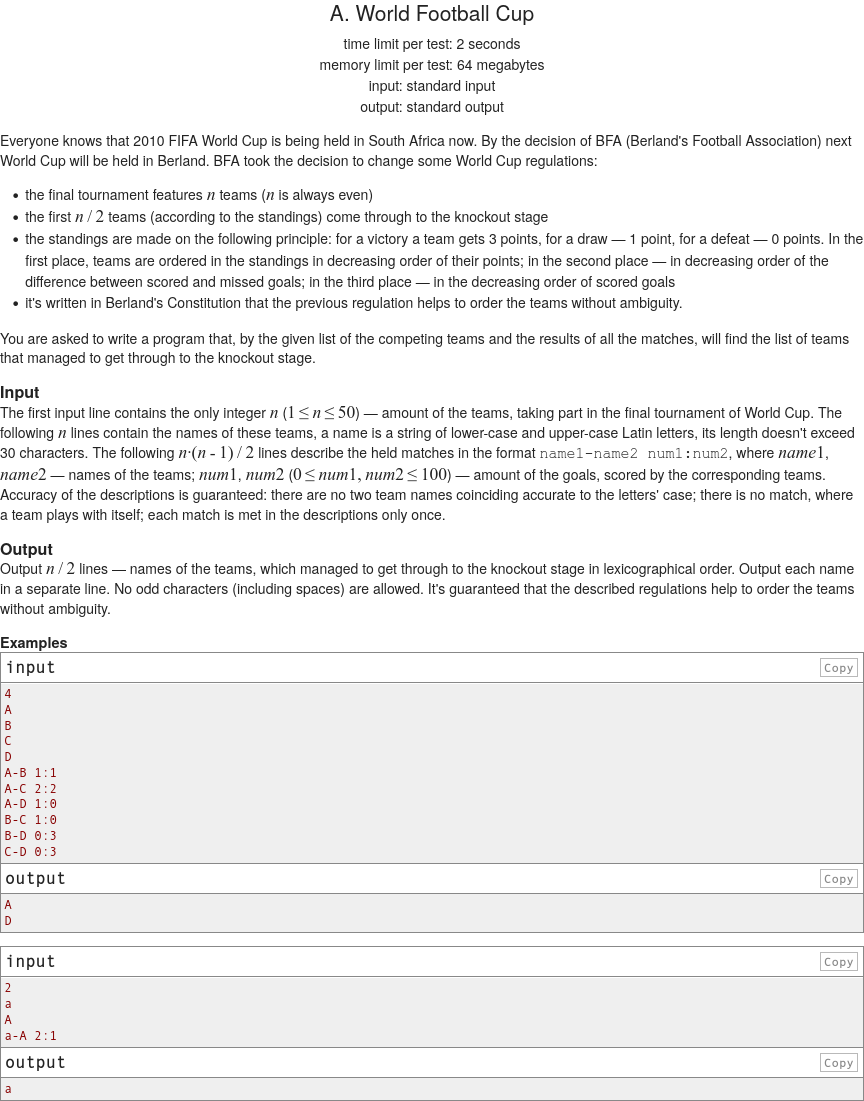 A. World Football Cup
time limit per test: 2 seconds
memory limit per test: 64 megabytes
input: standard input
output: standard output
Everyone knows that 2010 FIFA World Cup is being held in South Africa now. By the decision of BFA (Berland's Football Association) next
World Cup will be held in Berland. BFA took the decision to change some World Cup regulations:
• the final tournament features n teams (n is always even)
• the first n / 2 teams (according to the standings) come through to the knockout stage
• the standings are made on the following principle: for a victory a team gets 3 points, for a draw — 1 point, for a defeat — 0 points. In the
first place, teams are ordered in the standings in decreasing order of their points; in the second place — in decreasing order of the
difference between scored and missed goals; in the third place — in the decreasing order of scored goals
• it's written in Berland's Constitution that the previous regulation helps to order the teams without ambiguity.
You are asked to write a program that, by the given list of the competing teams and the results of all the matches, will find the list of teams
that managed to get through to the knockout stage.
Input
The first input line contains the only integer n (1 ≤ n ≤ 50) — amount of the teams, taking part in the final tournament of World Cup. The
following n lines contain the names of these teams, a name is a string of lower-case and upper-case Latin letters, its length doesn't exceed
30 characters. The following n·(n - 1) / 2 lines describe the held matches in the format name1-name2 num1:num2, where name1,
name2 — names of the teams; num1, num2 (0 ≤ num1, num2 ≤ 100) — amount of the goals, scored by the corresponding teams.
Accuracy of the descriptions is guaranteed: there are no two team names coinciding accurate to the letters' case; there is no match, where
a team plays with itself; each match is met in the descriptions only once.
Output
Output n / 2 lines — names of the teams, which managed to get through to the knockout stage in lexicographical order. Output each name
in a separate line. No odd characters (including spaces) are allowed. It's guaranteed that the described regulations help to order the teams
without ambiguity.
Examples
input Copy
4
A
B
C
D
A-B 1:1
A-C 2:2
A-D 1:0
B-C 1:0
B-D 0:3
C-D 0:3
output Copy
A
D
input Copy
2
a
A
a-A 2:1
output Copy
a